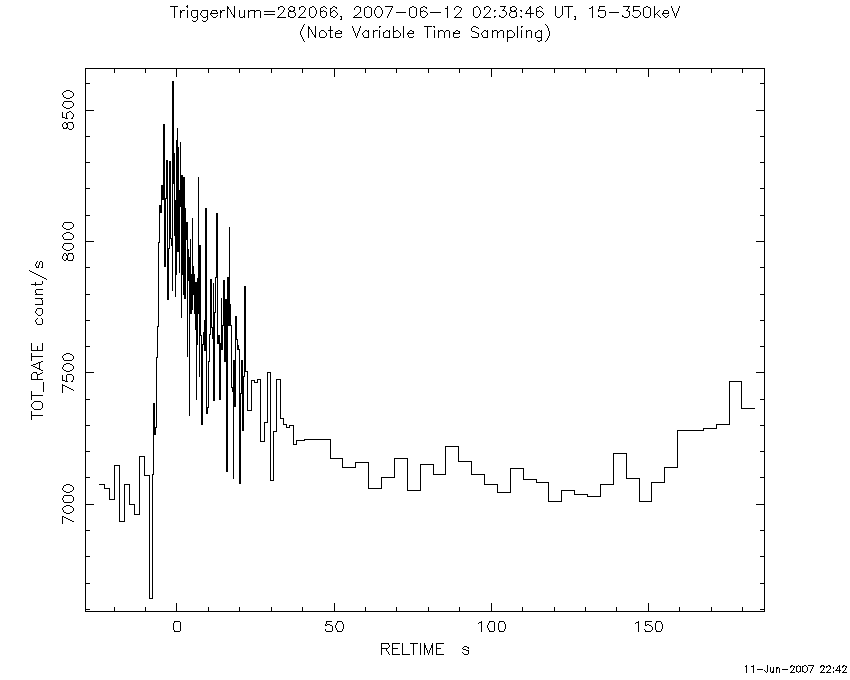 TriggerNum=282066, 2007-06-12 02:38:46 UT, 15-350keV
(Note Variable Time Sampling)
8500
8000
7500
7000
TOT_RATE count/s
0 50 100 150
RELTIME s
11-Jun-2007 22:42